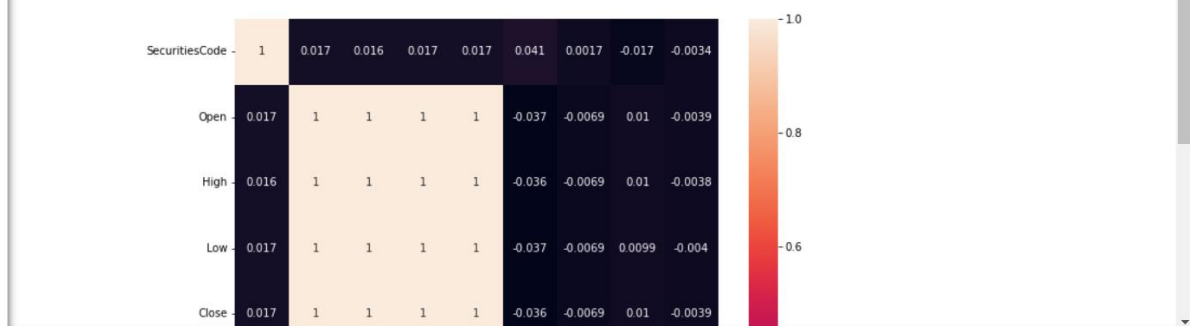 1.0
SecuritiesCode 1 0.017 0.016 0.017 0.017 0.041 0.0017 -0.017 -0.0034
Open 0.017 1 1 1 1 -0.037 -0.0069 0.01 -0.0039
0.8
High 0.016 1 1 1 1 -0.036 -0.0069 0.01 -0.0038
Low 0.017 1 1 1 1 -0.037 -0.0069 0.0099 -0.004
0.6
Close 0.017 1 1 1 1 -0.036 -0.0069 0.01 -0.0039